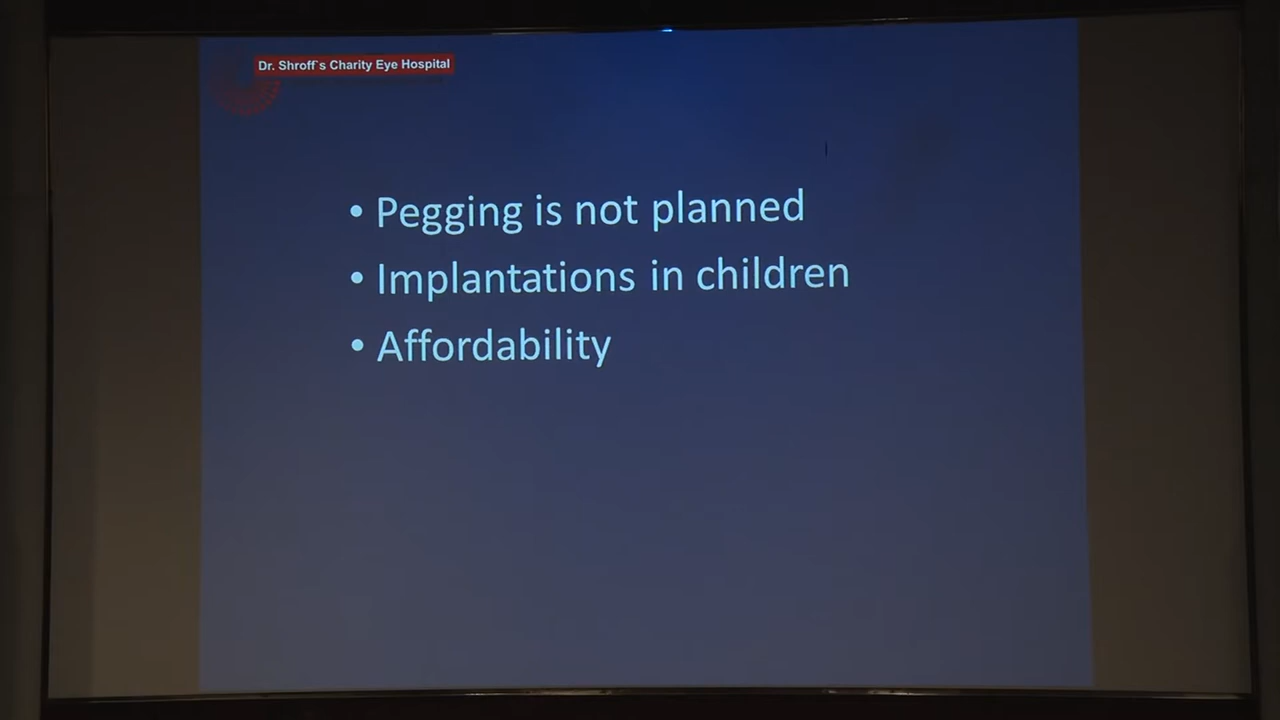 Dr. Shroff`s Charity Eye Hospital
• Pegging is not planned
• Implantations in children
• Affordability